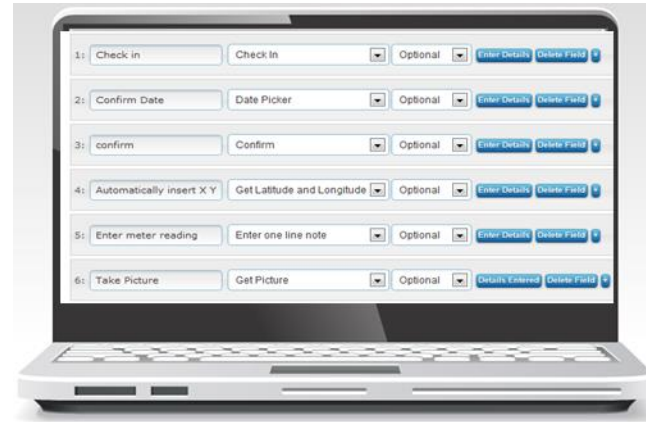 1: Check in Check In Optional Enter Details Delete Field +
2: Confirm Date Date Picker Optional Enter Details Delete Field +
3: confirm Confirm Optional Enter Details Delete Field +
4: Automatically insert X Y Get Latitude and Longitude Optional Enter Details Delete Field +
5: Enter meter reading Enter one line note Optional Enter Details Delete Field +
6: Take Picture Get Picture Optional Details Entered Delete Field +